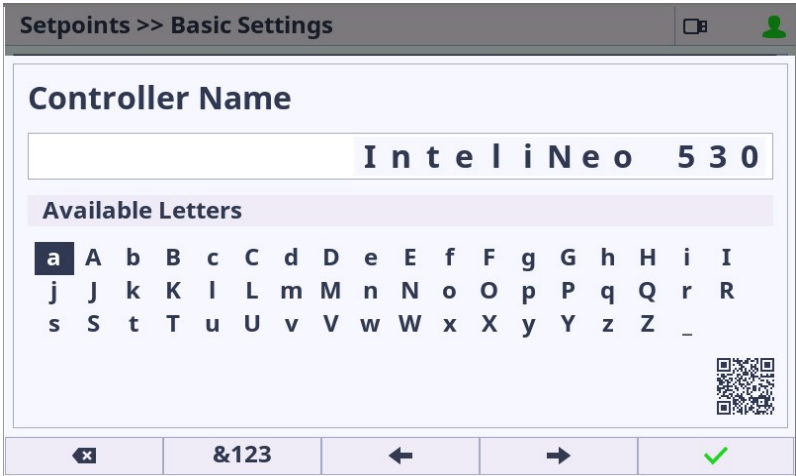 Setpoints >> Basic Settings
Controller Name
InteliNeo 530
Available Letters
a A b B c C d D e E f F g G h H i I
j J k K l L m M n N o O p P q Q r R
s S t T u U v V w W x X y Y z Z _
&123